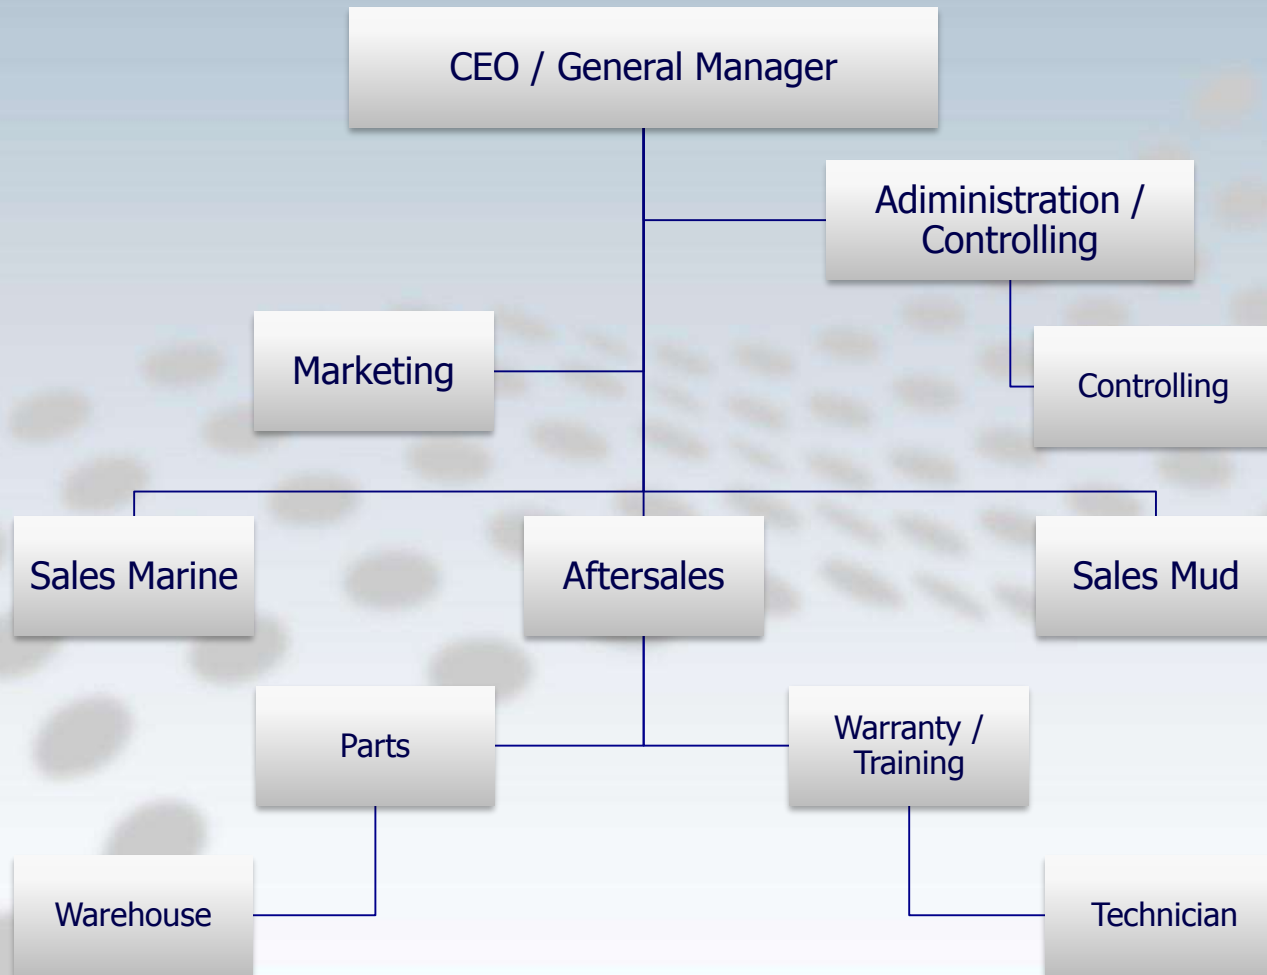 CEO / General Manager
Adiministration /
Controlling
Marketing
Controlling
Sales Marine
Aftersales
Sales Mud
Parts
Warranty /
Training
Warehouse
Technician